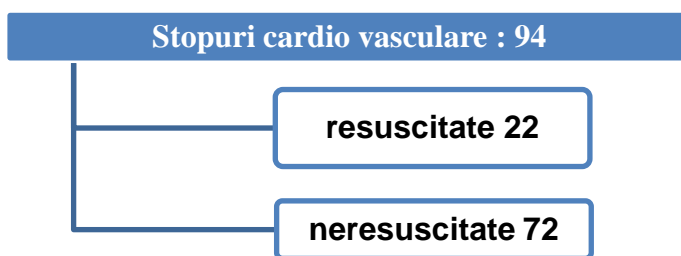 Stopuri cardio vasculare : 94
resuscitate 22
neresuscitate 72